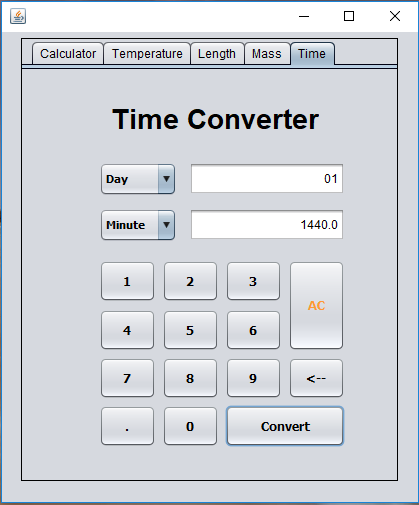 Calculator Temperature Length Mass Time
Time Converter
Day 01
Minute 1440.0
1 2 3 AC
4 5 6
7 8 9 <--
. 0 Convert